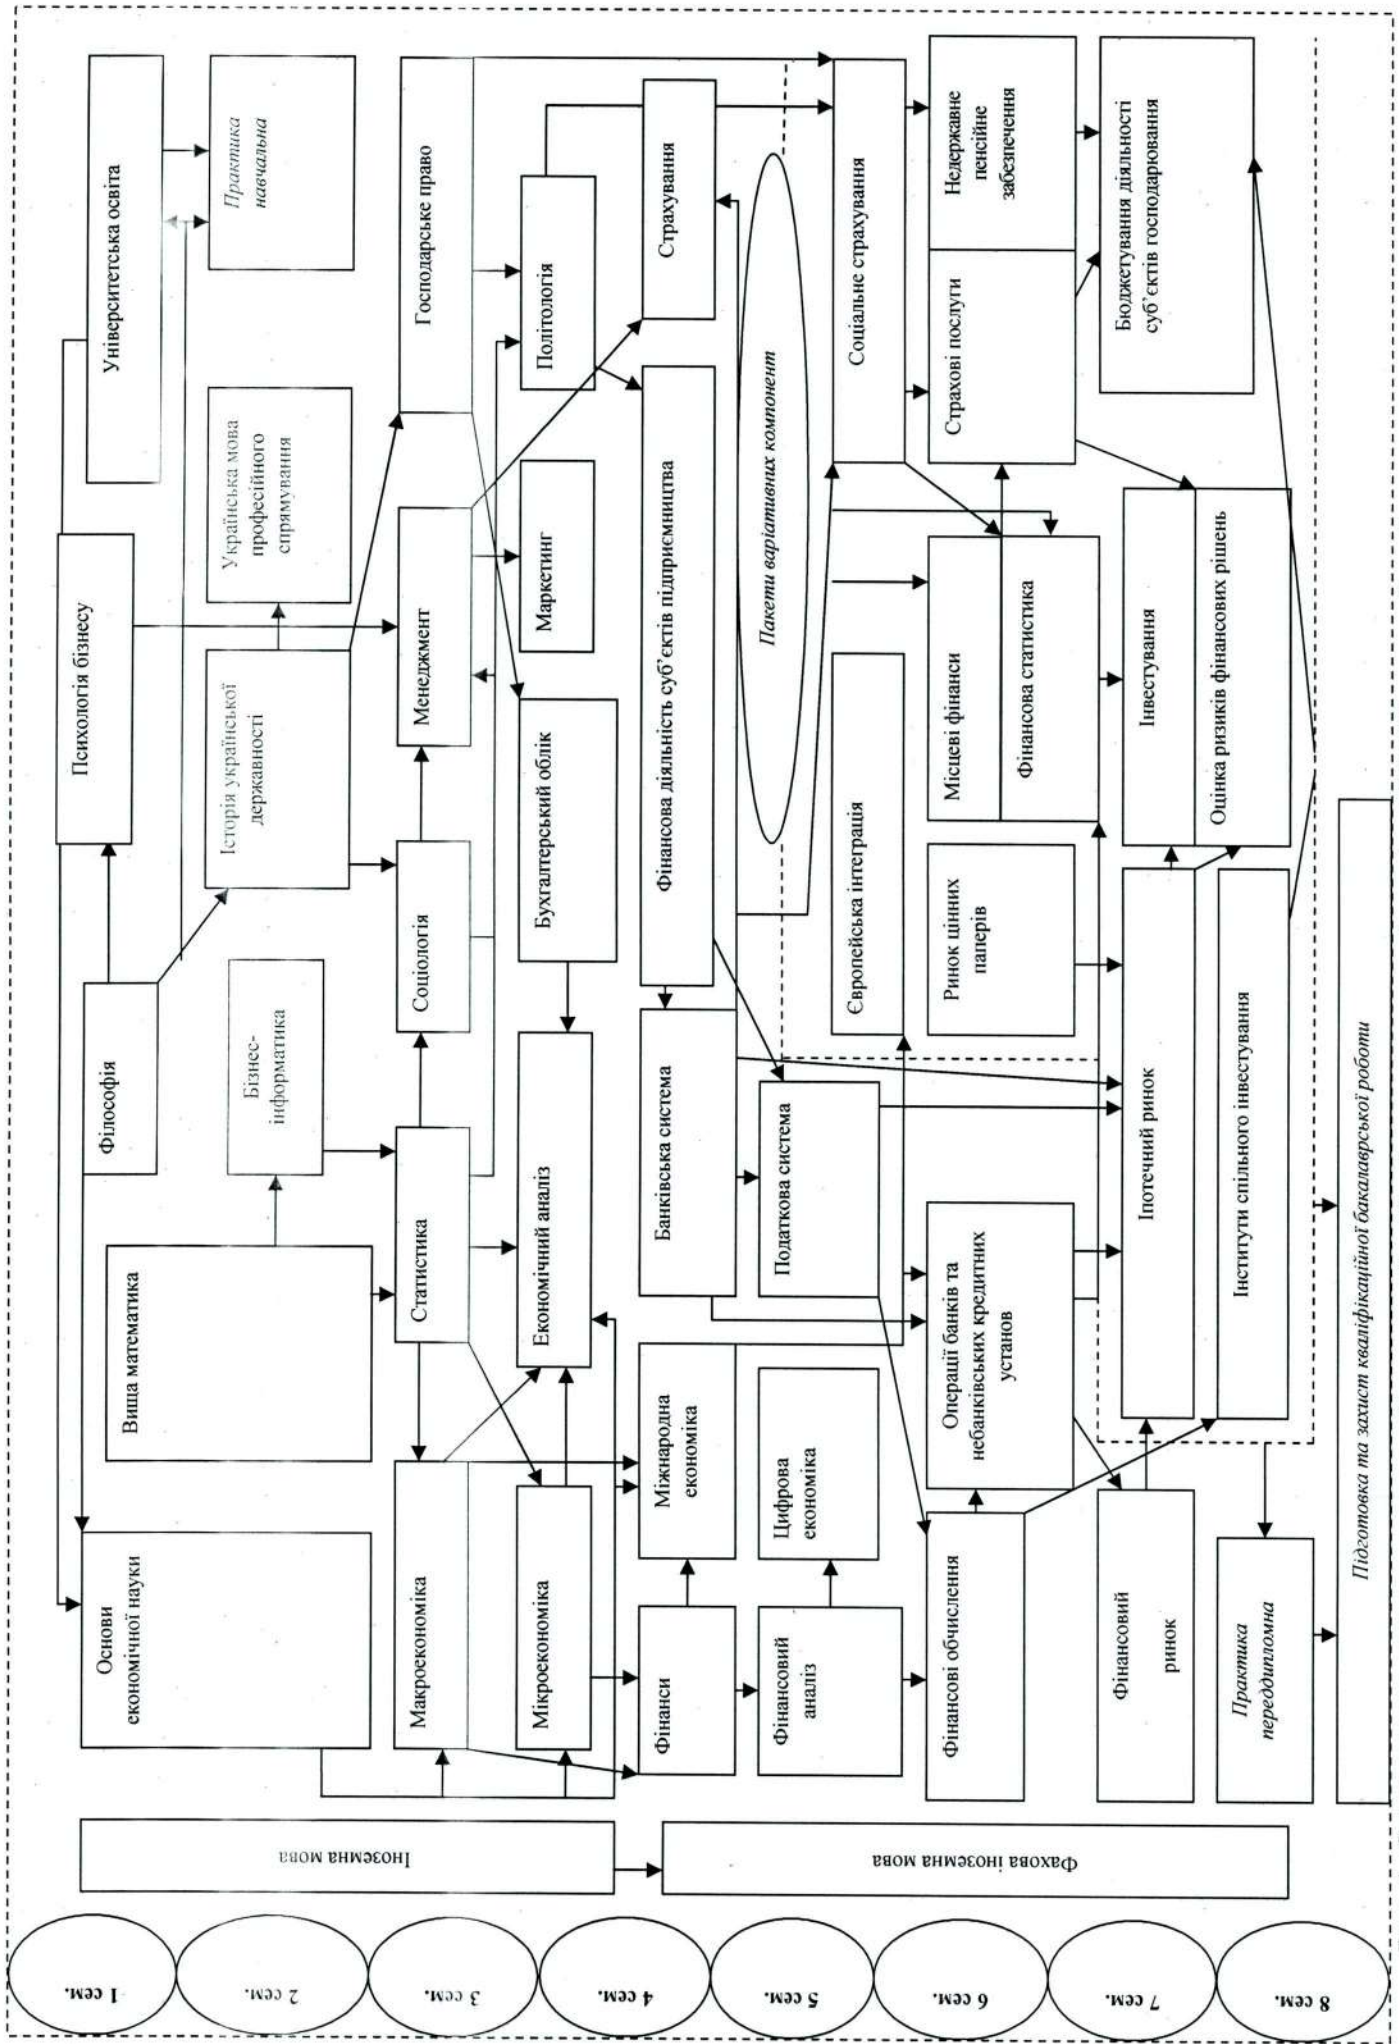 1 сем.
2 сем.
3 сем.
4 сем.
5 сем.
6 сем.
7 сем.
8 сем.
Іноземна мова
Фахова іноземна мова
Основи
економічної науки
Вища математика
Філософія
Психологія бізнесу
Університетська освіта
Бізнес-
інформатика
Історія української
державності
Українська мова
професійного
спрямування
Практика
навчальна
Макроекономіка
Статистика
Соціологія
Менеджмент
Господарське право
Мікроекономіка
Економічний аналіз
Бухгалтерський облік
Маркетинг
Політологія
Фінанси
Міжнародна
економіка
Банківська система
Фінансова діяльність суб'єктів підприємництва
Страхування
Фінансовий
аналіз
Цифрова
економіка
Податкова система
Пакети варіативних компонент
Європейська інтеграція
Соціальне страхування
Фінансові обчислення
Операції банків та
небанківських кредитних
установ
Ринок цінних
паперів
Місцеві фінанси
Фінансова статистика
Страхові послуги
Недержавне
пенсійне
забезпечення
Фінансовий
ринок
Іпотечний ринок
Інвестування
Бюджетування діяльності
суб'єктів господарювання
Практика
переддипломна
Інститути спільного інвестування
Оцінка ризиків фінансових рішень
Підготовка та захист кваліфікаційної бакалаврської роботи